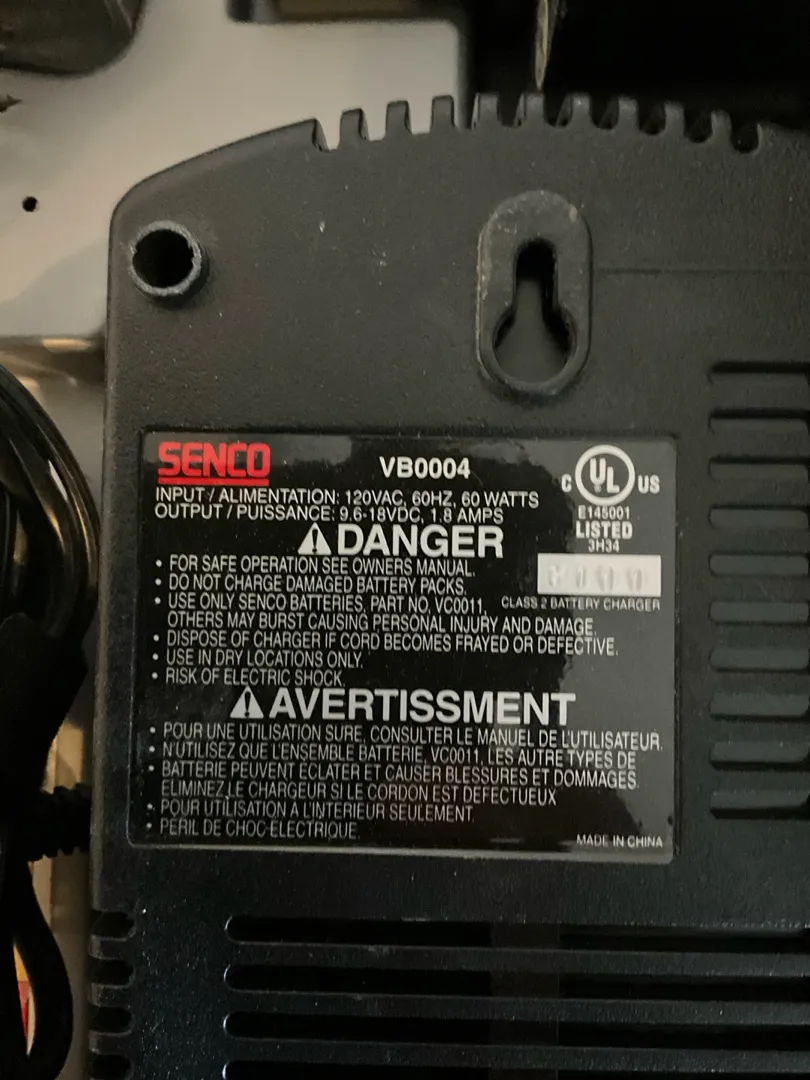 SENCO
VB0004
INPUT / ALIMENTATION: 120VAC, 60HZ, 60 WATTS
OUTPUT / PUISSANCE: 9.6-18VDC, 1.8 AMPS
C UL US
E145001
LISTED
3H34
DANGER
• FOR SAFE OPERATION SEE OWNERS MANUAL.
• DO NOT CHARGE DAMAGED BATTERY PACKS.
• USE ONLY SENCO BATTERIES, PART NO. VC0011,
OTHERS MAY BURST CAUSING PERSONAL INJURY AND DAMAGE.
• DISPOSE OF CHARGER IF CORD BECOMES FRAYED OR DEFECTIVE.
• USE IN DRY LOCATIONS ONLY.
• RISK OF ELECTRIC SHOCK.
CLASS 2 BATTERY CHARGER
AVERTISSMENT
• POUR UNE UTILISATION SURE, CONSULTER LE MANUEL DE L'UTILISATEUR.
• N'UTILISEZ QUE L'ENSEMBLE BATTERIE, VC0011, LES AUTRE TYPES DE
• BATTERIE PEUVENT ECLATER ET CAUSER BLESSURES ET DOMMAGES.
ELIMINEZ LE CHARGEUR SI LE CORDON EST DEFECTUEUX
• POUR UTILISATION A L'INTERIEUR SEULEMENT.
• PERIL DE CHOC ELECTRIQUE.
MADE IN CHINA